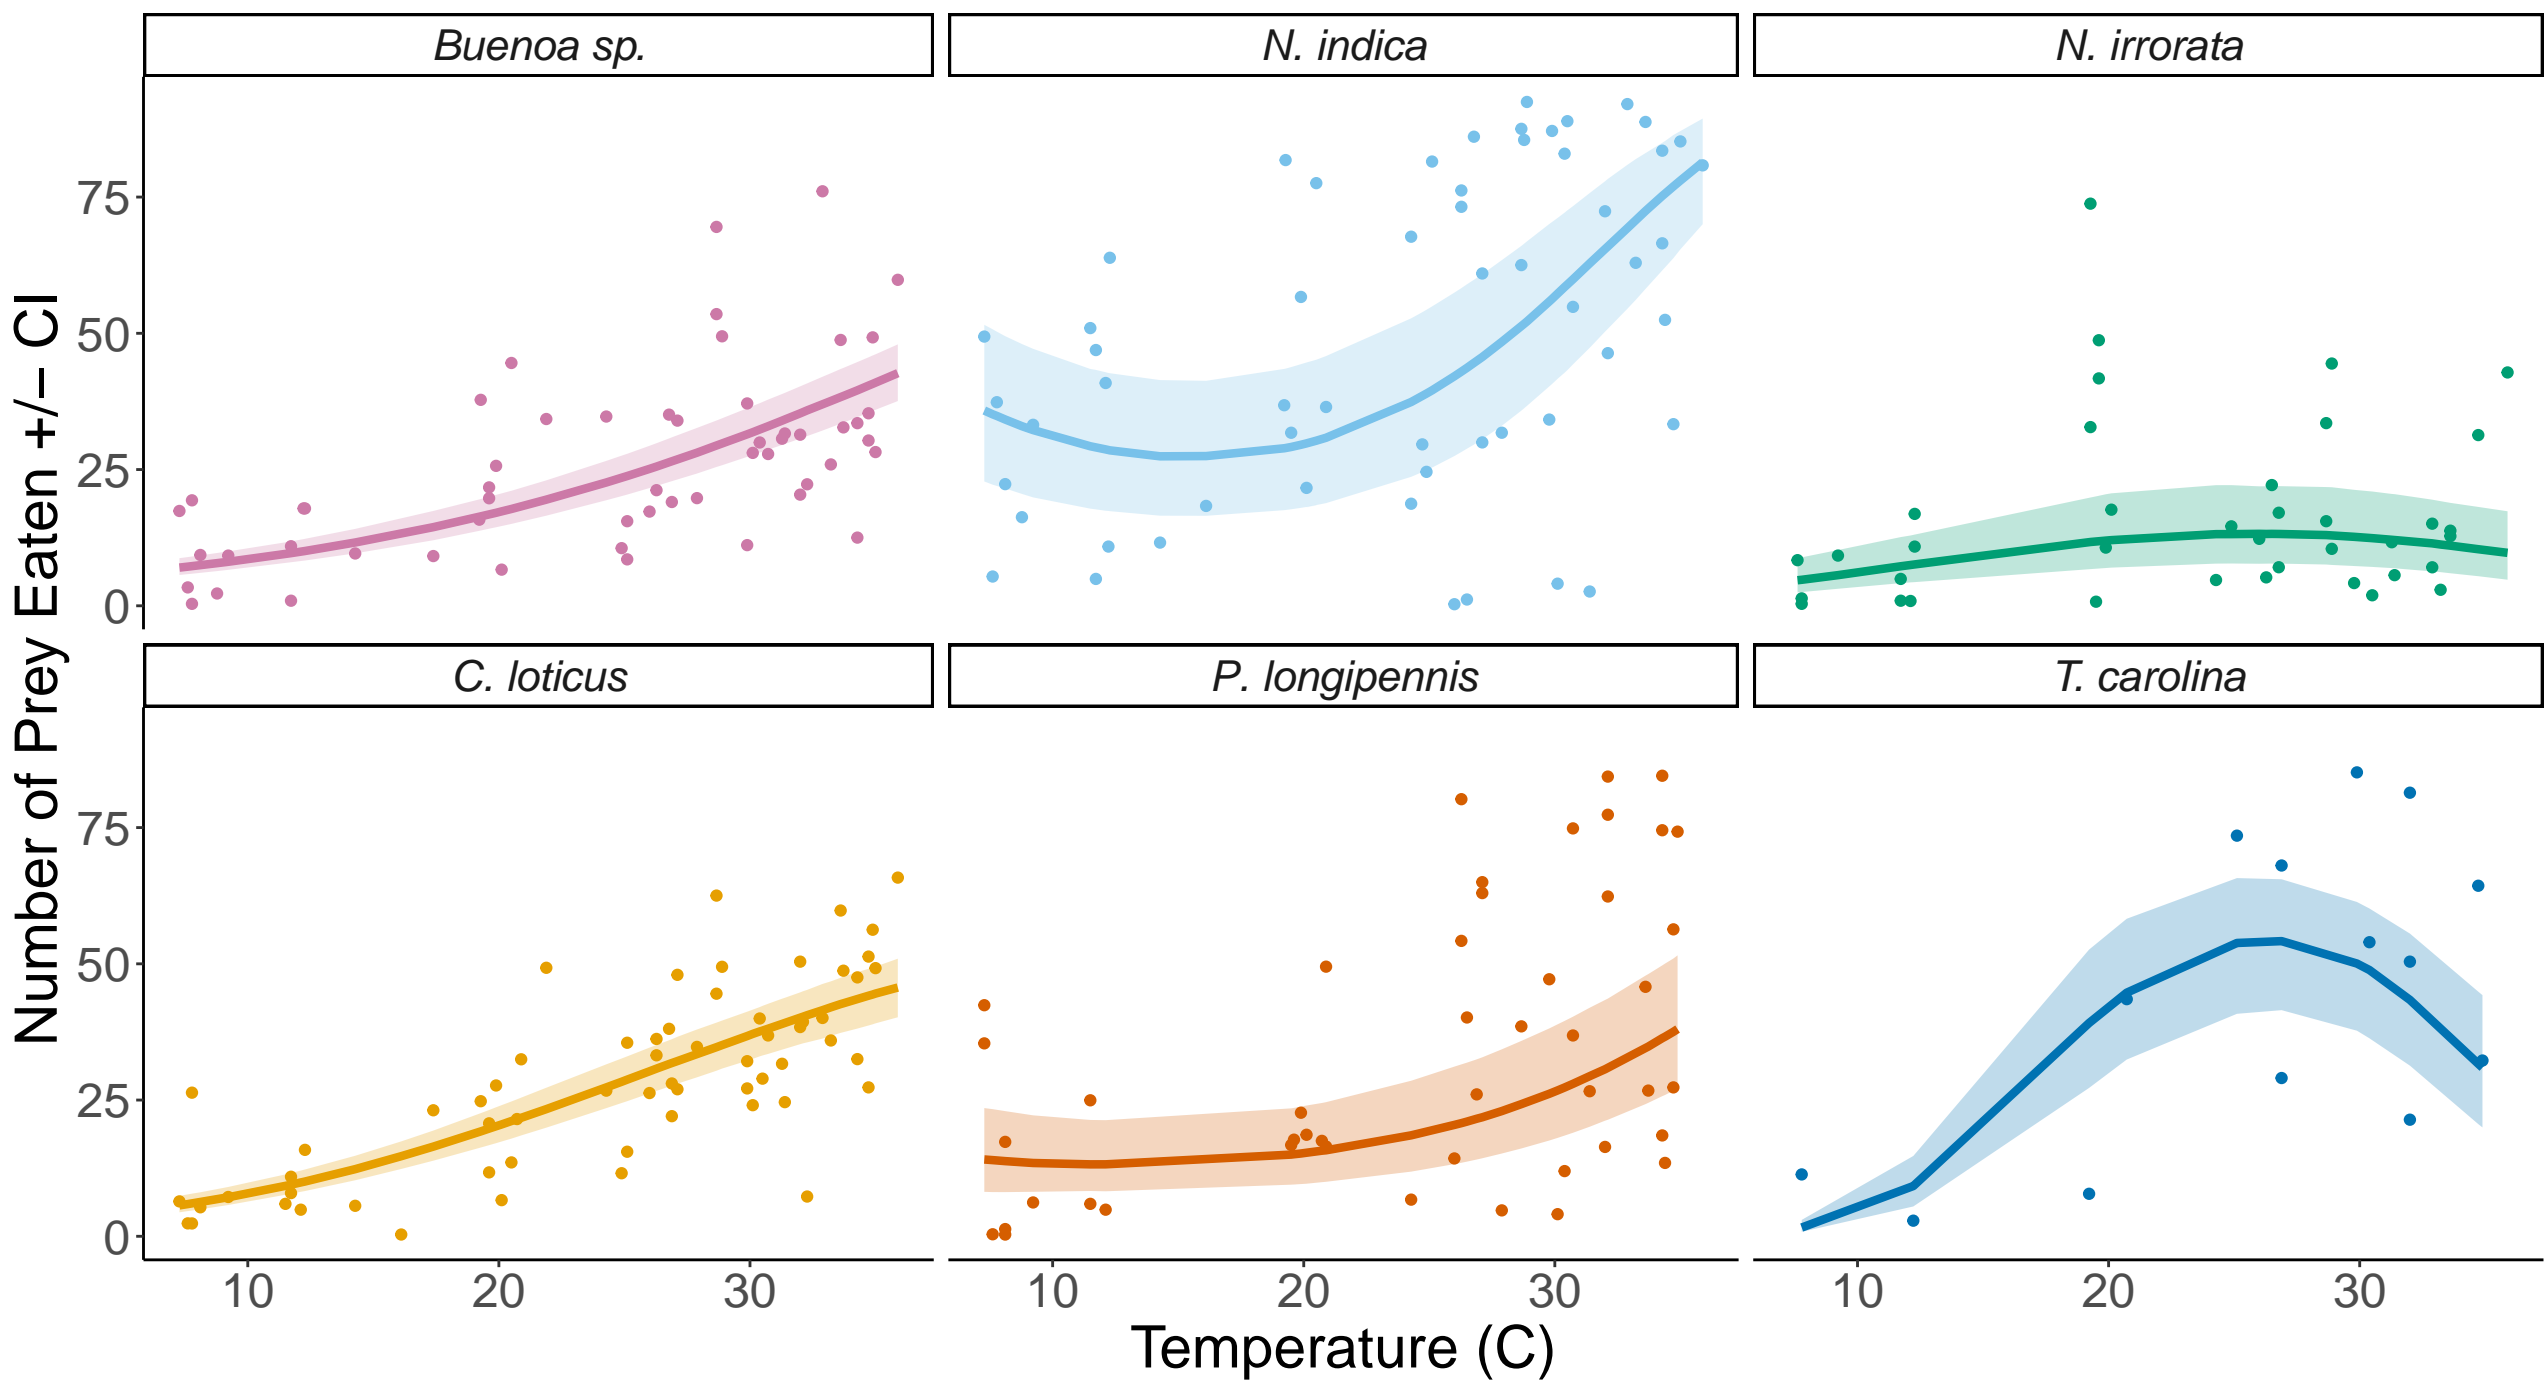 Buenoa sp.
N. indica
N. irrorata
75
50
25
0
Number of Prey Eaten +/− CI
C. loticus
P. longipennis
T. carolina
75
50
25
0
10 20 30
10 20 30
10 20 30
Temperature (C)